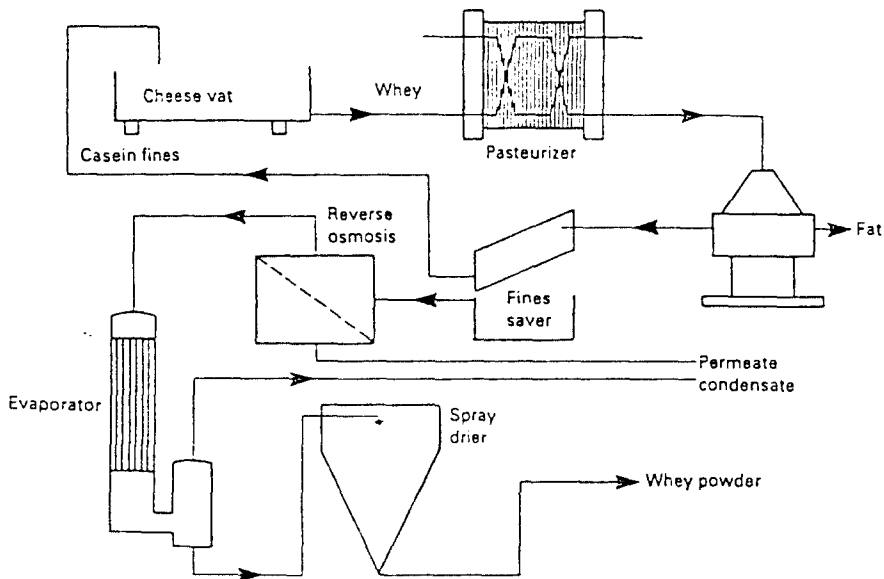 Cheese vat
Whey
Pasteurizer
Casein fines
Reverse
osmosis
Fat
Fines
saver
Permeate
condensate
Evaporator
Spray
drier
Whey powder